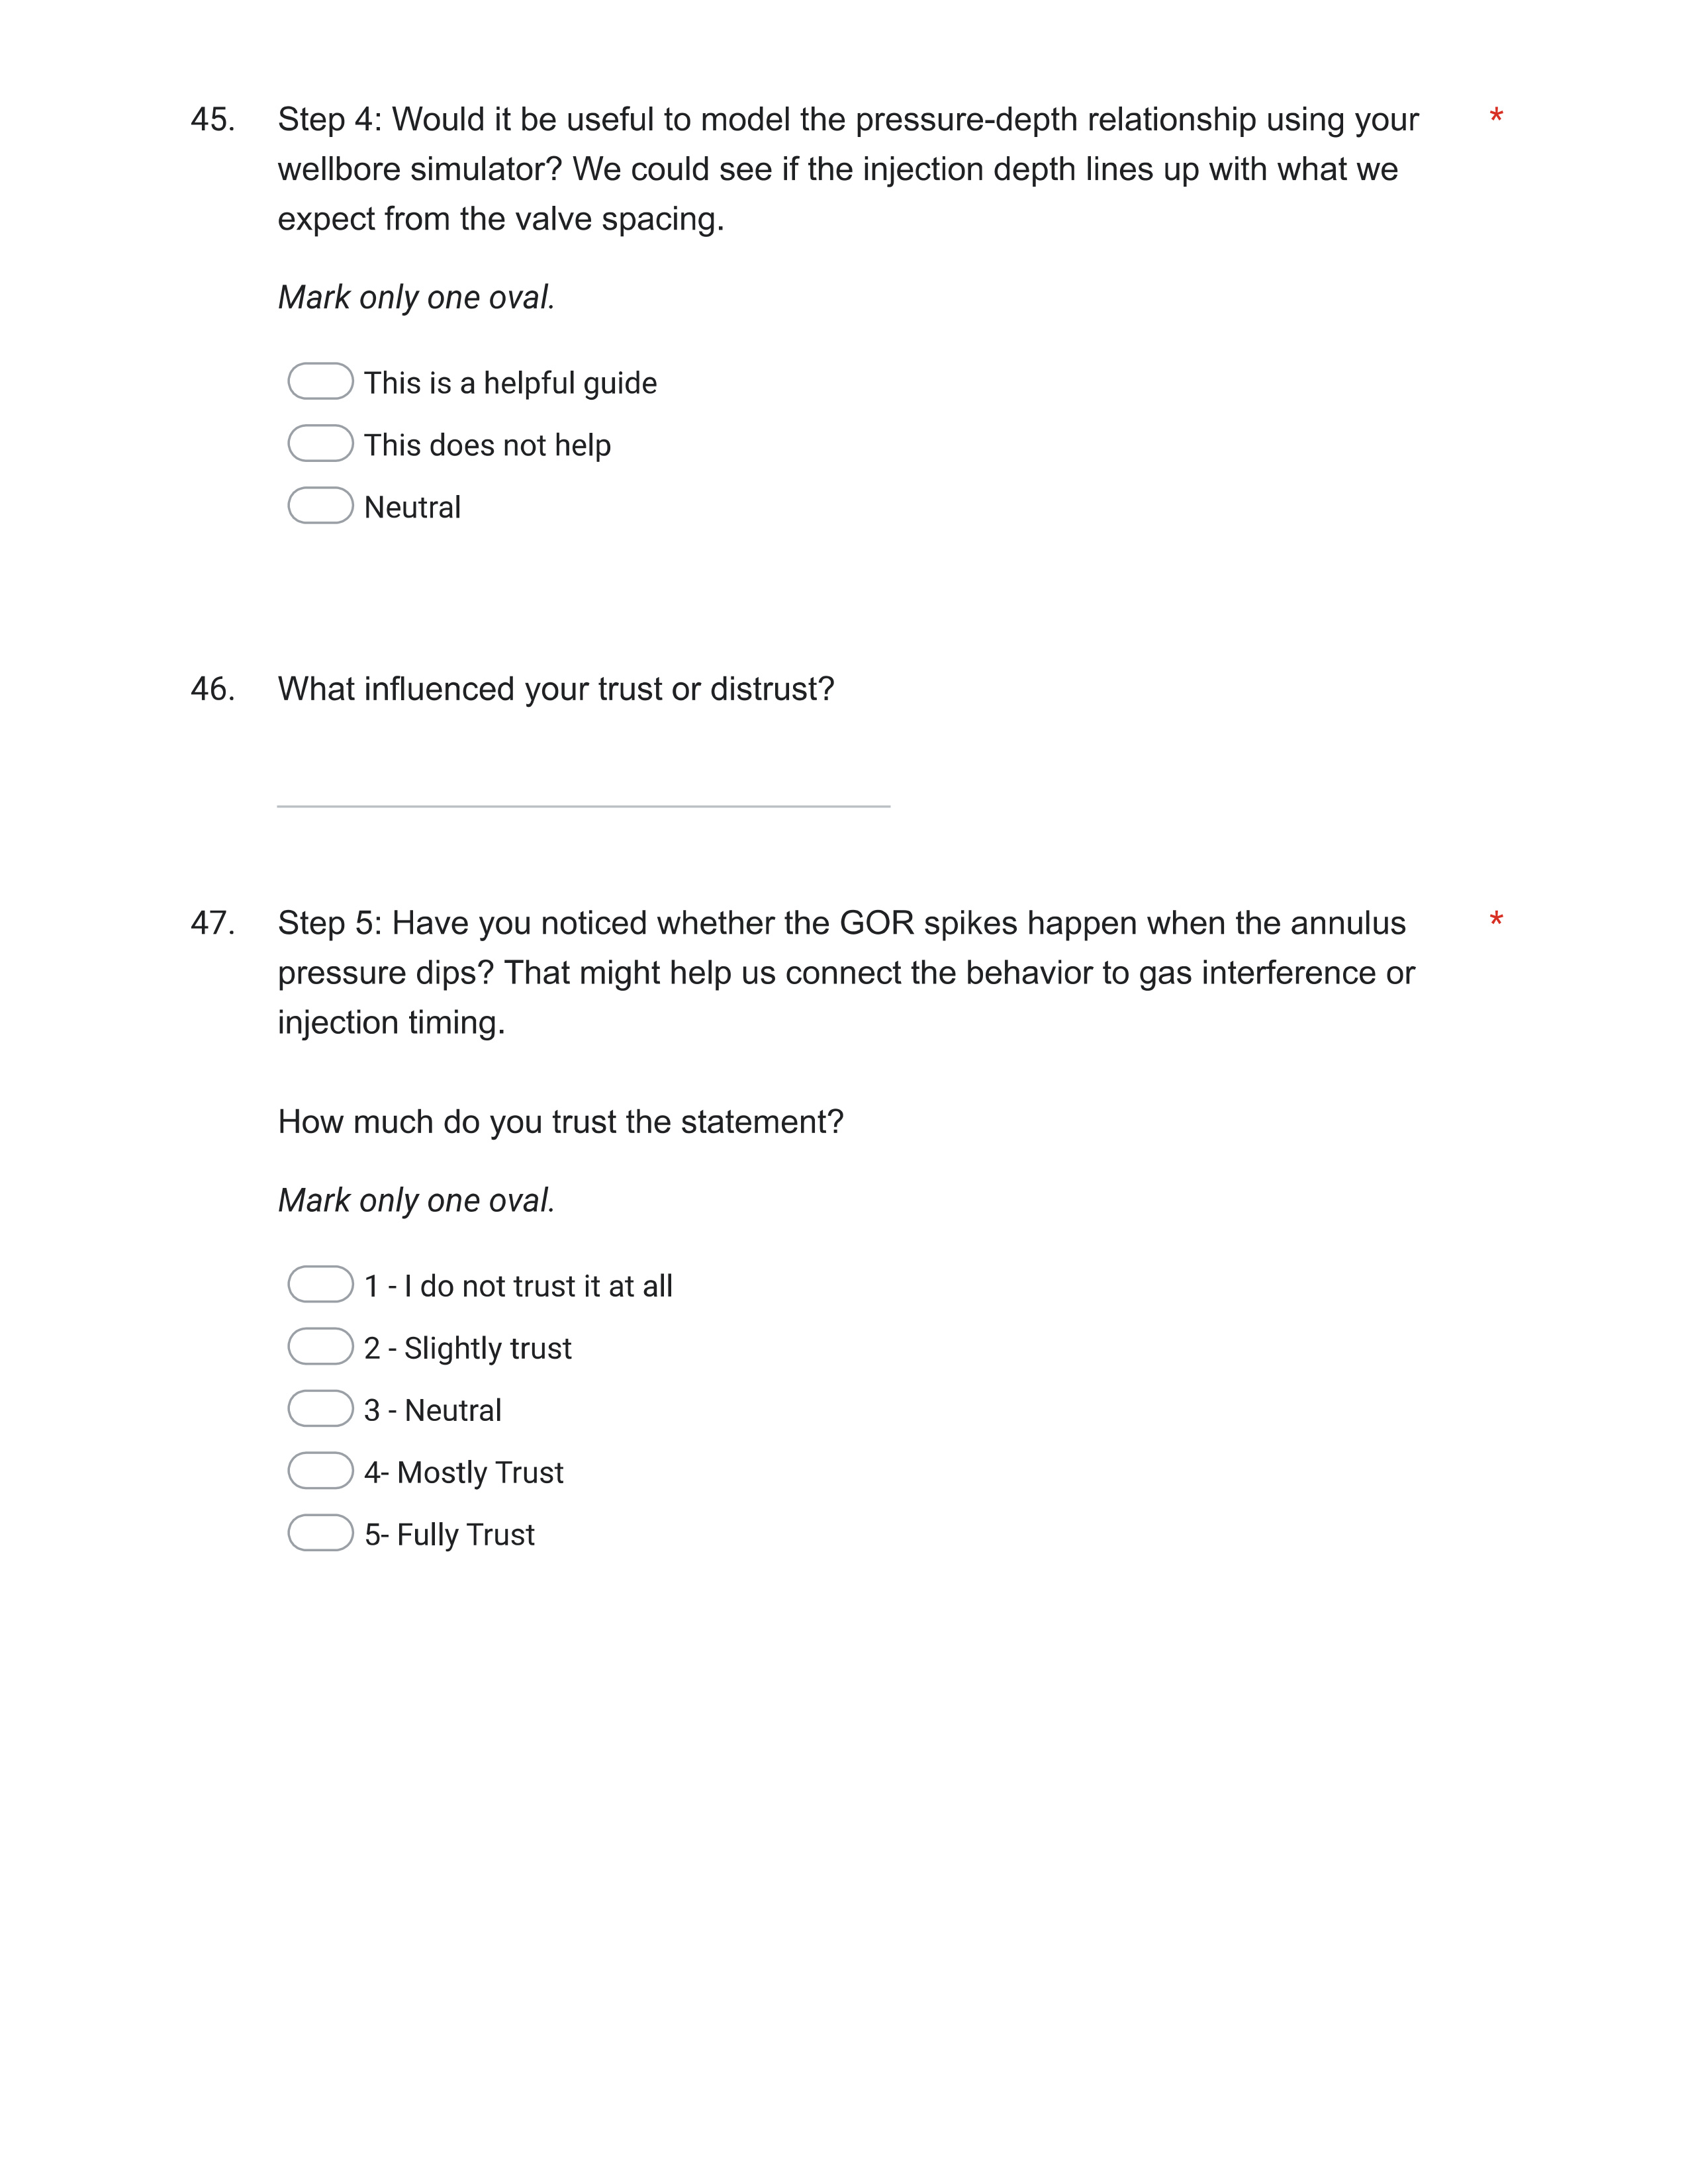 45. Step 4: Would it be useful to model the pressure-depth relationship using your *
wellbore simulator? We could see if the injection depth lines up with what we
expect from the valve spacing.
Mark only one oval.
This is a helpful guide
This does not help
Neutral
46. What influenced your trust or distrust?
47. Step 5: Have you noticed whether the GOR spikes happen when the annulus *
pressure dips? That might help us connect the behavior to gas interference or
injection timing.
How much do you trust the statement?
Mark only one oval.
1 - I do not trust it at all
2 - Slightly trust
3 - Neutral
4- Mostly Trust
5- Fully Trust